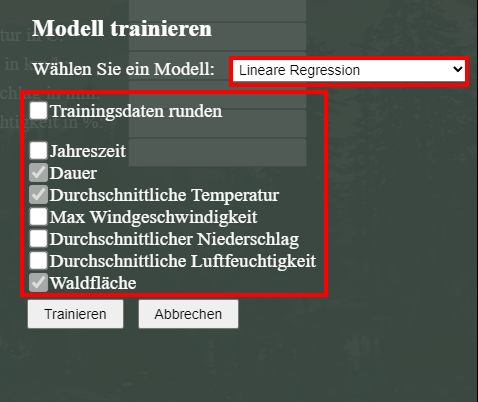 Modell trainieren
Wählen Sie ein Modell: Lineare Regression
Trainingsdaten runden
Jahreszeit
Dauer
Durchschnittliche Temperatur
Max Windgeschwindigkeit
Durchschnittlicher Niederschlag
Durchschnittliche Luftfeuchtigkeit
Waldfläche
Trainieren Abbrechen